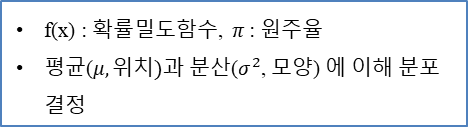 • f(x) : 확률밀도함수, π : 원주율
• 평균(μ,위치)과 분산(σ², 모양) 에 이해 분포
결정